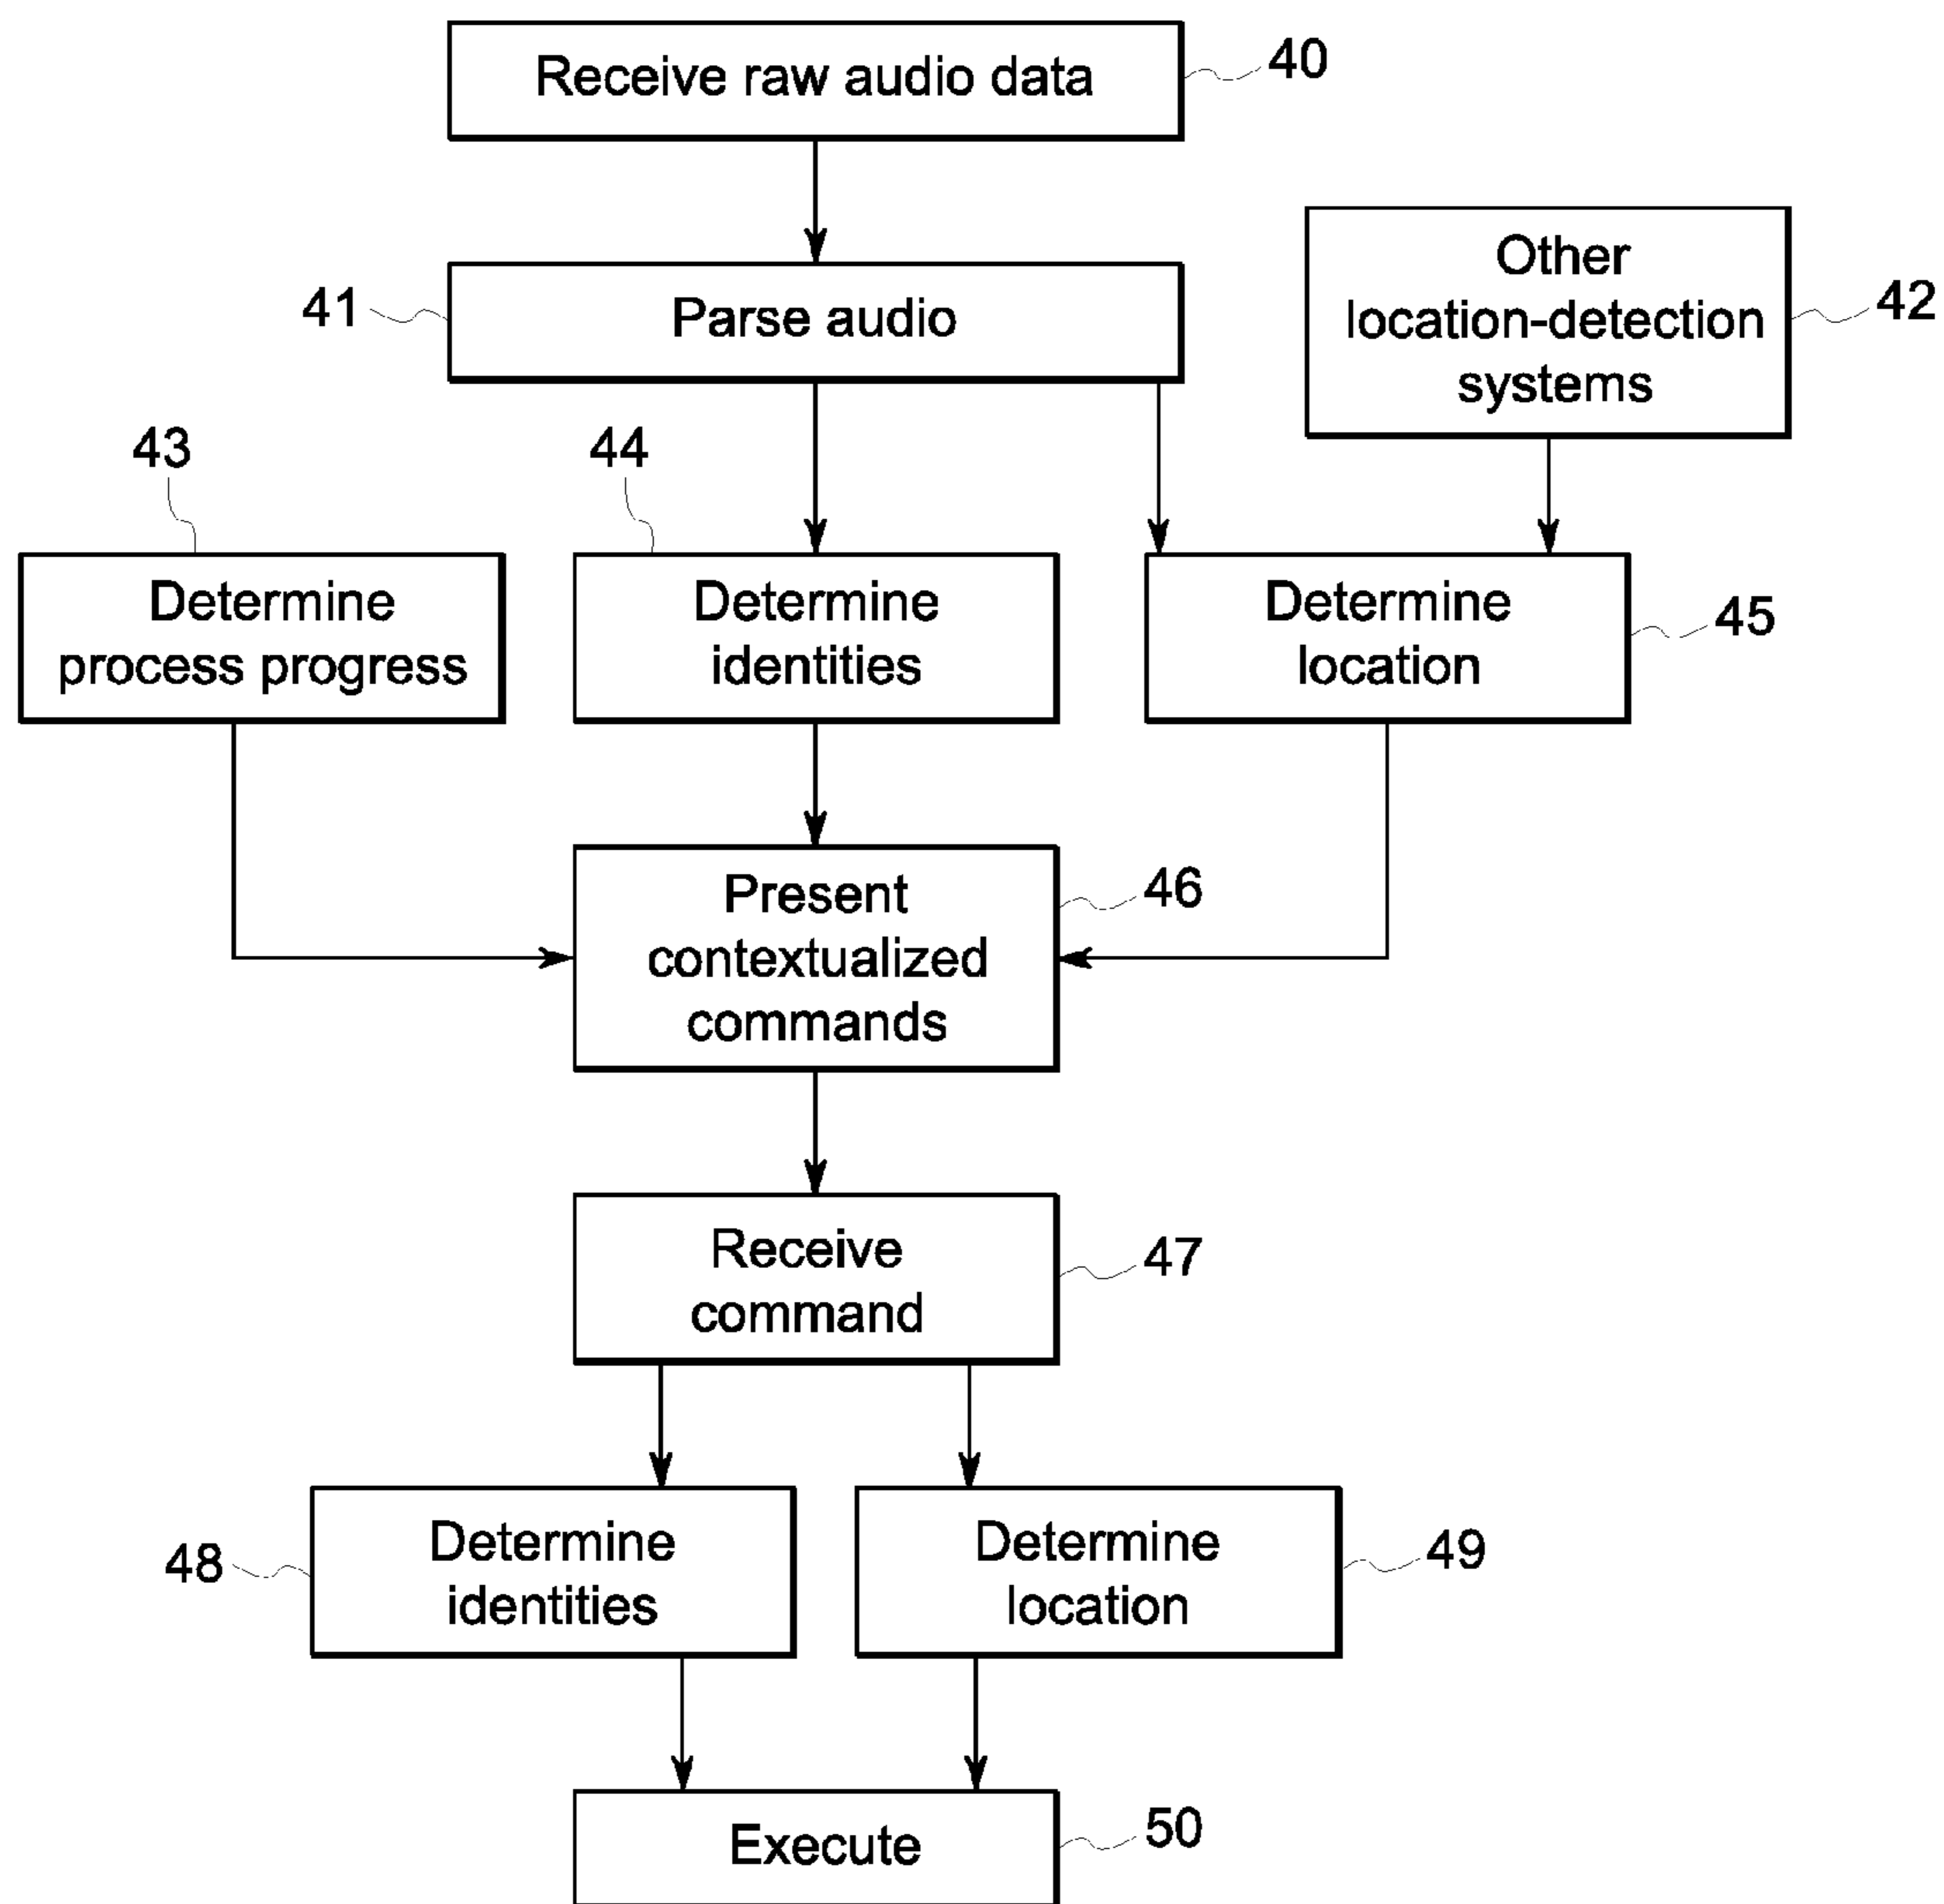 Receive raw audio data
40
41
Parse audio
Other
location-detection
systems
42
43
44
Determine
process progress
Determine
identities
Determine
location
45
Present
contextualized
commands
46
Receive
command
47
48
Determine
identities
Determine
location
49
Execute
50